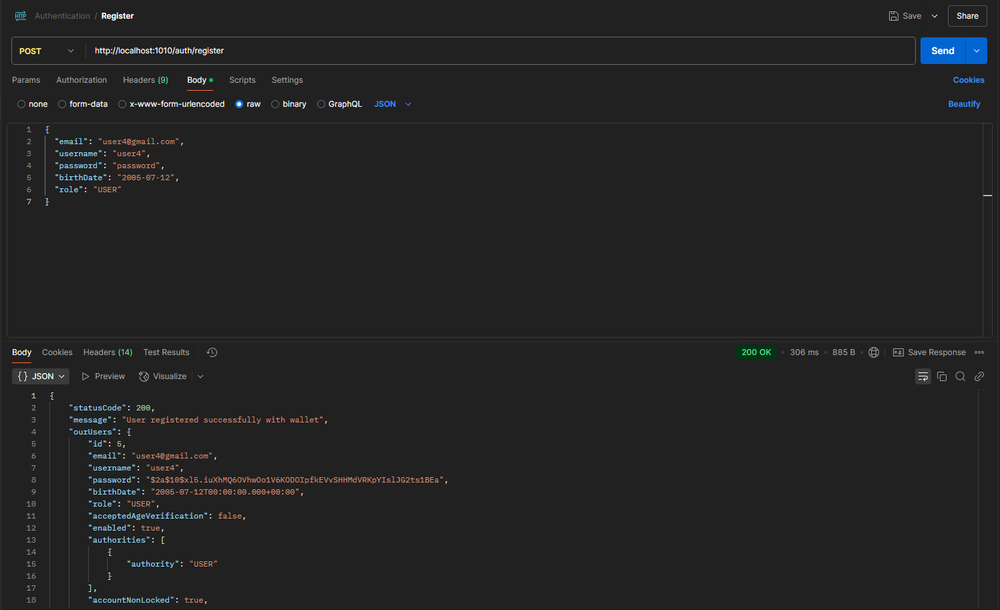 HTTP Authentication / Register Save Share
POST http://localhost:1010/auth/register Send
Params Authorization Headers (9) Body Scripts Settings Cookies
none form-data x-www-form-urlencoded raw binary GraphQL JSON Beautify
1 {
2 "email": "user4@gmail.com",
3 "username": "user4",
4 "password": "password",
5 "birthDate": "2005-07-12",
6 "role": "USER"
7 }
Body Cookies Headers (14) Test Results 200 OK 306 ms 885 B e.g. Save Response
{} JSON Preview Visualize
1 {
2 "statusCode": 200,
3 "message": "User registered successfully with wallet",
4 "ourUsers": {
5 "id": 5,
6 "email": "user4@gmail.com",
7 "username": "user4",
8 "password": "$2a$10$xl5.iuXhMQ6OVhwOo1V6KODOIpfkEVvSHHMdVRKpYIslJG2ts1BEa",
9 "birthDate": "2005-07-12T00:00:00.000+00:00",
10 "role": "USER",
11 "acceptedAgeVerification": false,
12 "enabled": true,
13 "authorities": [
14 {
15 "authority": "USER"
16 }
17 ],
18 "accountNonLocked": true,